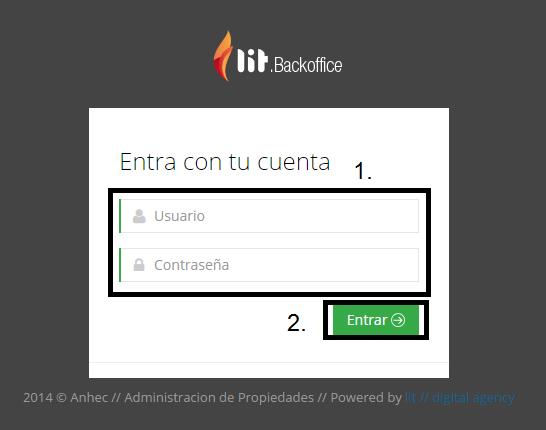 lit.Backoffice
Entra con tu cuenta
1.
Usuario
Contraseña
2.
Entrar
2014 © Anhec // Administracion de Propiedades // Powered by lit // digital agency